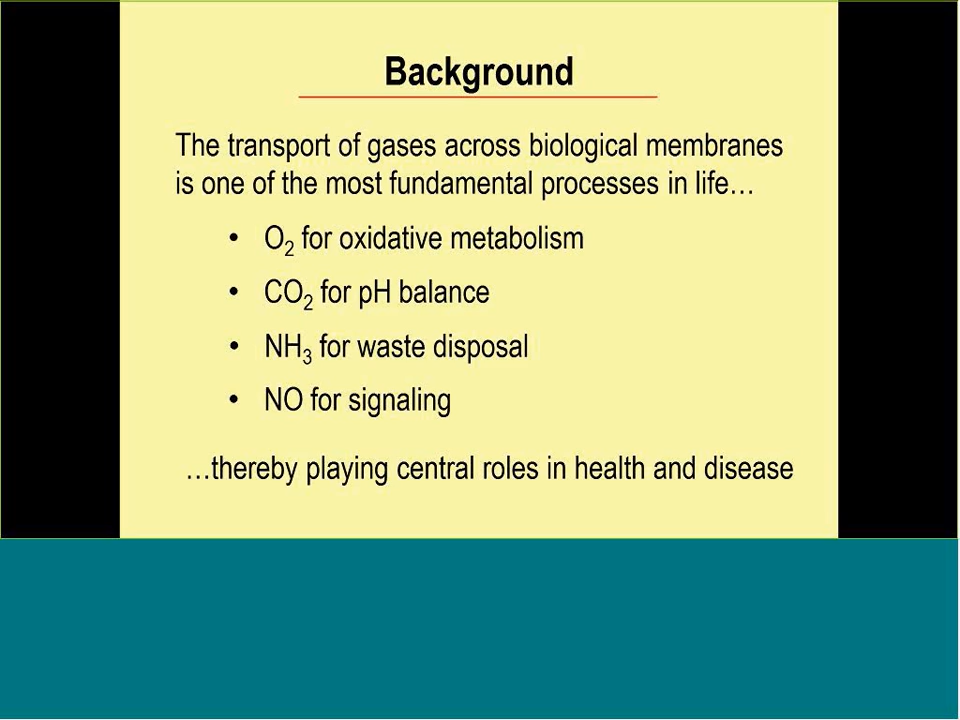 Background
The transport of gases across biological membranes
is one of the most fundamental processes in life…
• O₂ for oxidative metabolism
• CO₂ for pH balance
• NH₃ for waste disposal
• NO for signaling
…thereby playing central roles in health and disease